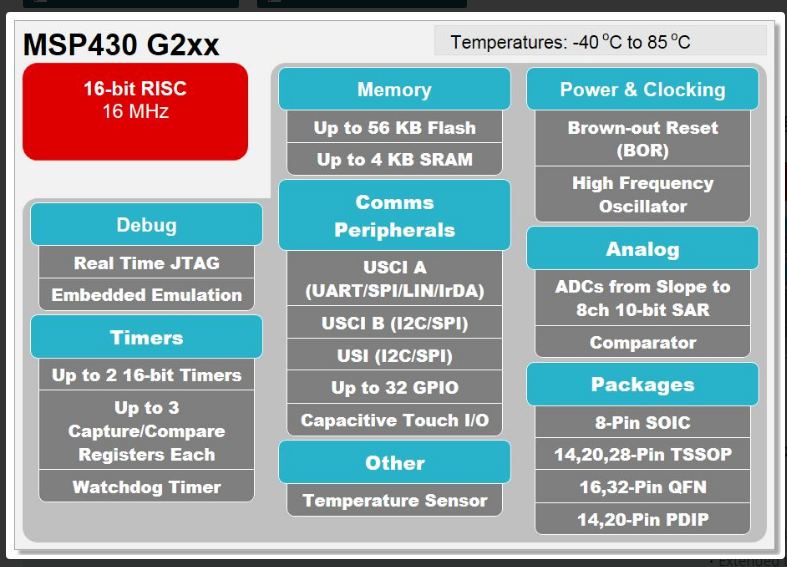 MSP430 G2xx
Temperatures: -40 °C to 85 °C
16-bit RISC
16 MHz
Debug
Real Time JTAG
Embedded Emulation
Timers
Up to 2 16-bit Timers
Up to 3
Capture/Compare
Registers Each
Watchdog Timer
Memory
Up to 56 KB Flash
Up to 4 KB SRAM
Comms
Peripherals
USCI A
(UART/SPI/LIN/IrDA)
USCI B (I2C/SPI)
USI (I2C/SPI)
Up to 32 GPIO
Capacitive Touch I/O
Other
Temperature Sensor
Power & Clocking
Brown-out Reset
(BOR)
High Frequency
Oscillator
Analog
ADCs from Slope to
8ch 10-bit SAR
Comparator
Packages
8-Pin SOIC
14,20,28-Pin TSSOP
16,32-Pin QFN
14,20-Pin PDIP
• Extended